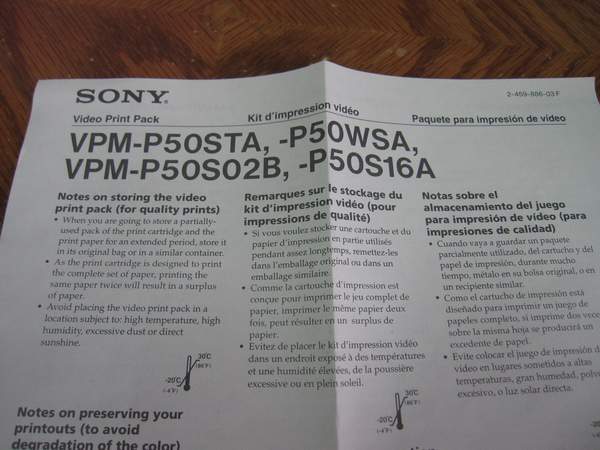 SONY®
2-459-886-03 F
Video Print Pack
Kit d'impression vidéo
Paquete para impresión de video
VPM-P50STA, -P50WSA,
VPM-P50S02B, -P50S16A
Notes on storing the video
print pack (for quality prints)
• When you are going to store a partially-
used pack of the print cartridge and the
print paper for an extended period, store it
in its original bag or in a similar container.
• As the print cartridge is designed to print
the complete set of paper, printing the
same paper twice will result in a surplus
of paper.
• Avoid placing the video print pack in a
location subject to: high temperature, high
humidity, excessive dust or direct
sunshine.
30°C
(86°F)
-20°C
(-4°F)
Notes on preserving your
printouts (to avoid
degradation of the color)
Remarques sur le stockage du
kit d'impression vidéo (pour
impressions de qualité)
• Si vous voulez stocker une cartouche et du
papier d'impression en partie utilisés
pendant assez longtemps, remettez-les
dans l'emballage original ou dans un
emballage similaire.
• Comme la cartouche d'impression est
conçue pour imprimer le jeu complet de
papier, imprimer le même papier deux
fois, peut résulter en un surplus de
papier.
• Evitez de placer le kit d'impression vidéo
dans un endroit exposé à des températures
et une humidité élevées, de la poussière
excessive ou en plein soleil.
30°C
(86°F)
-20°C
(-4°F)
Notas sobre el
almacenamiento del juego
para impresión de video (para
impresiones de calidad)
• Cuando vaya a guardar un paquete
parcialmente utilizado, del cartucho y del
papel de impresión, durante mucho
tiempo, métalo en su bolsa original, o en
un recipiente similar.
• Como el cartucho de impresión está
diseñado para imprimir un juego de
papeles completo, si imprime dos veces
sobre la misma hoja se producirá un
excedente de papel.
• Evite colocar el juego de impresión d
video en lugares sometidos a altas
temperaturas, gran humedad, polv
excesivo, o luz solar directa.
30°C
(86°F)
-20°C
(-4°F)